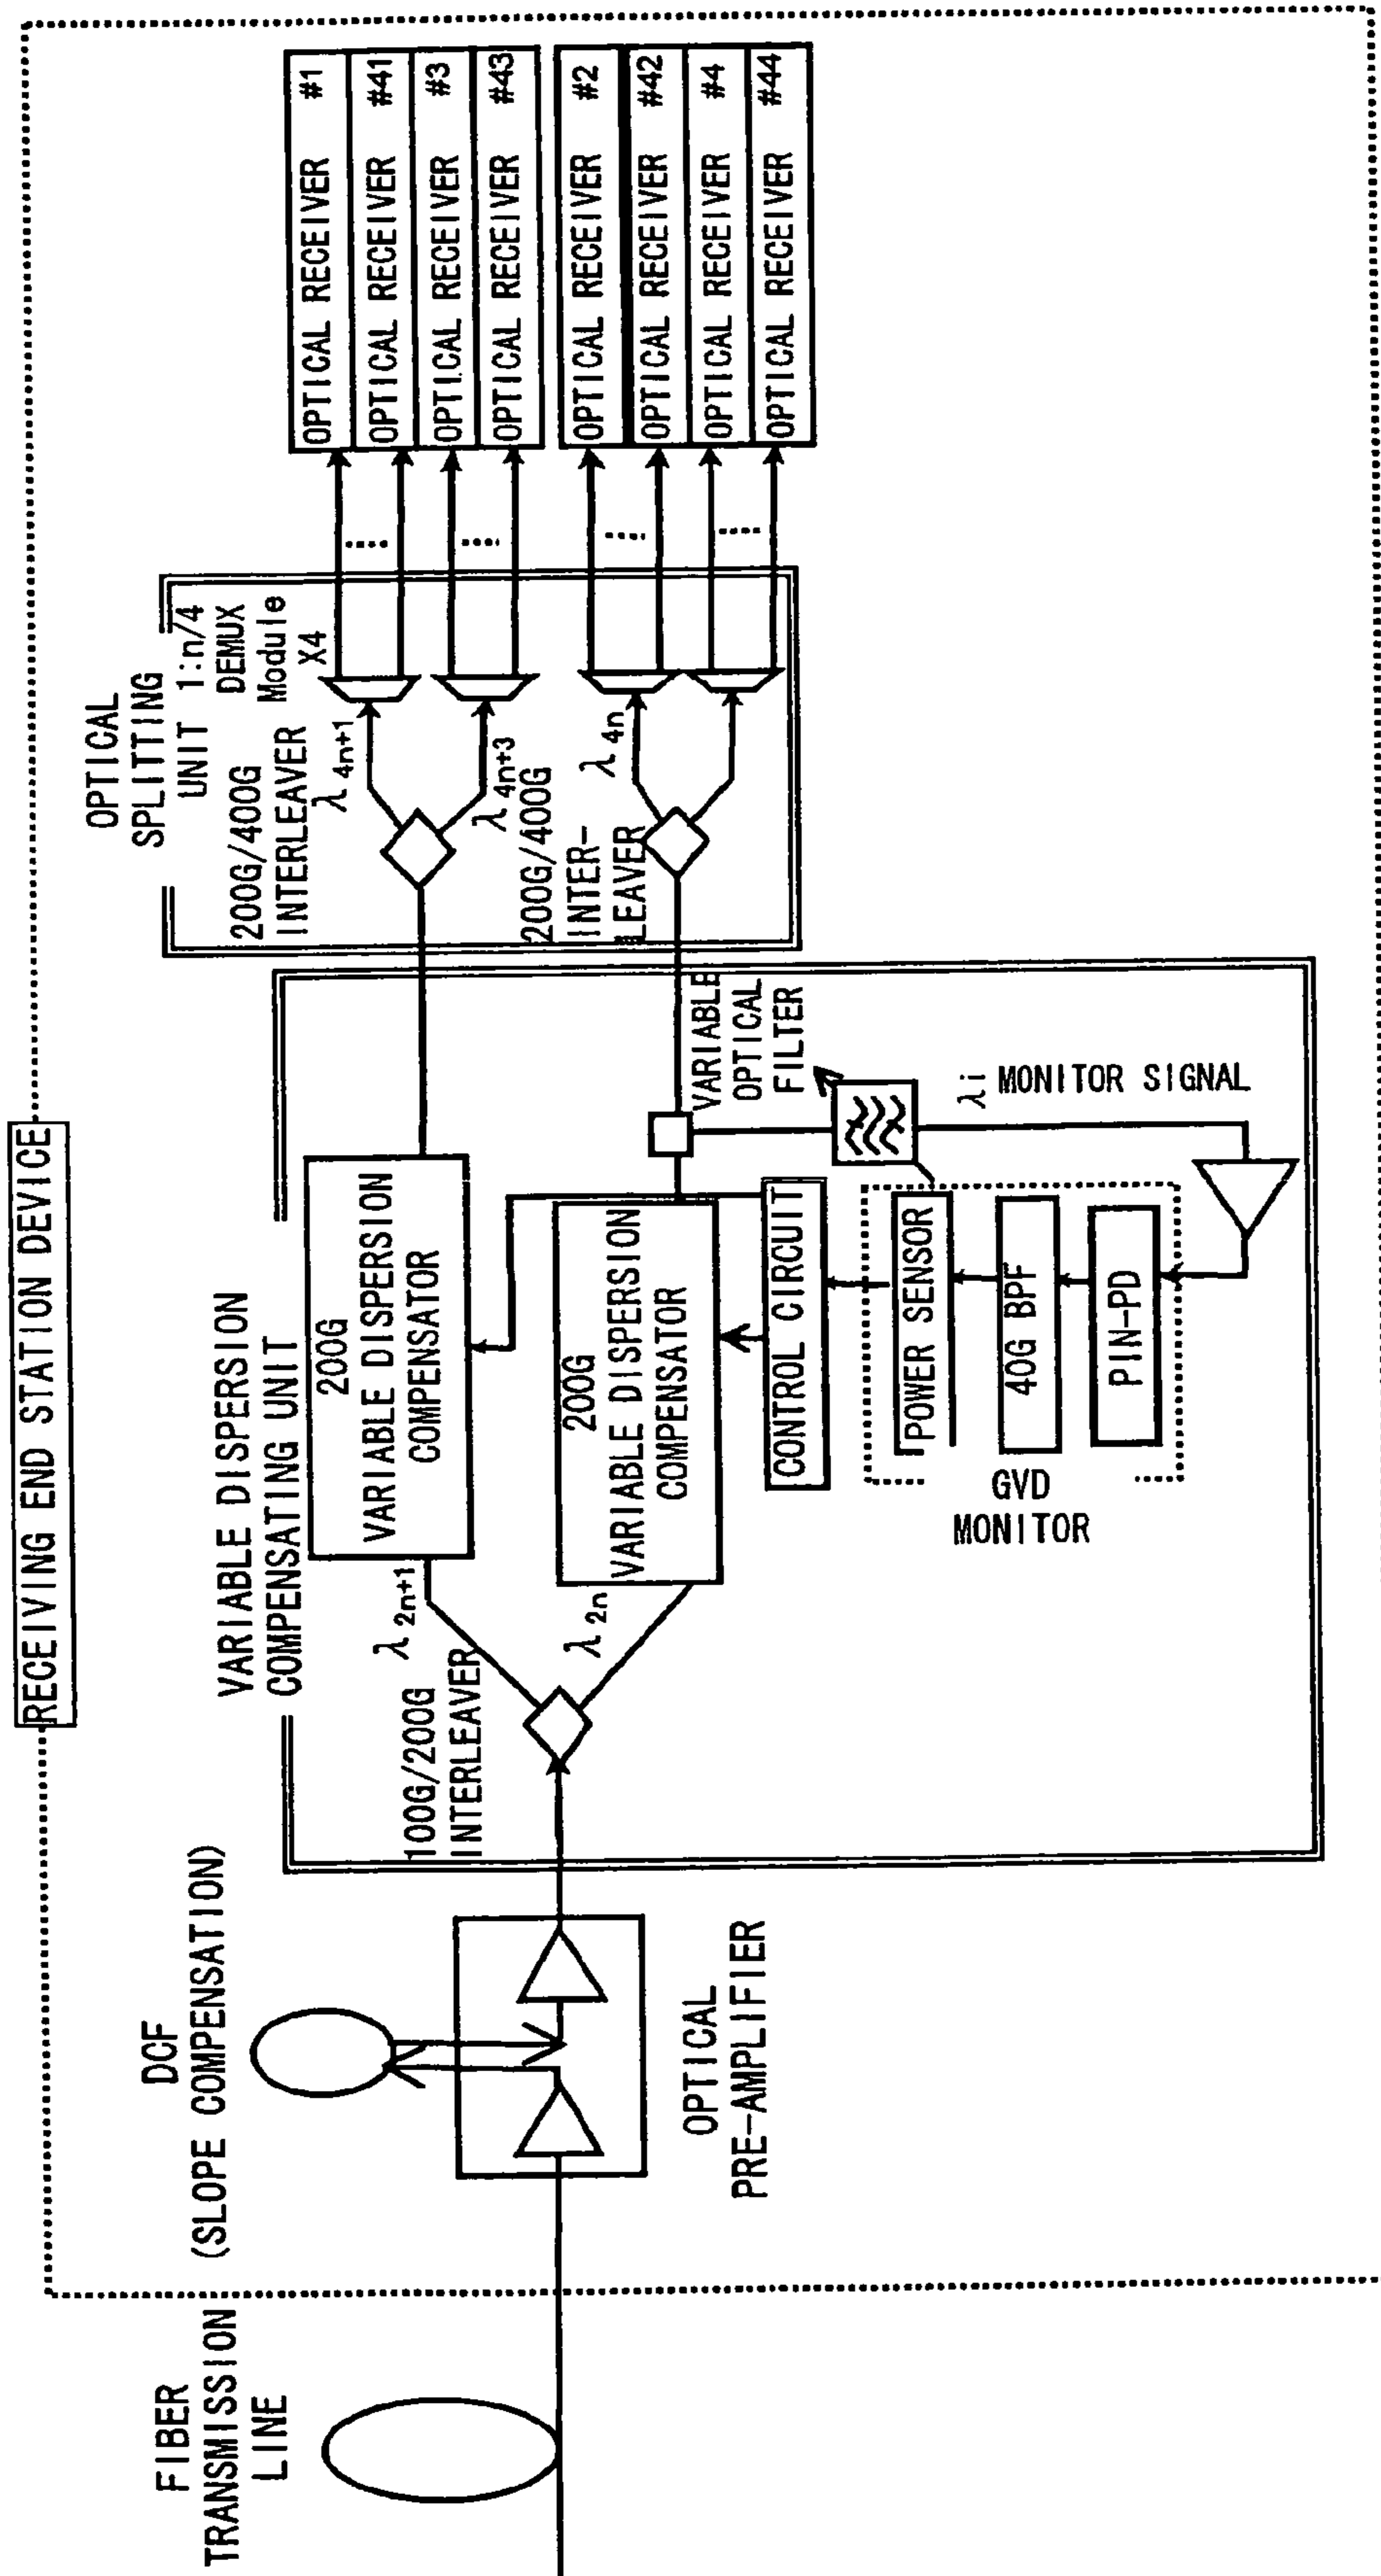 RECEIVING END STATION DEVICE
FIBER
TRANSMISSION
LINE
DCF
(SLOPE COMPENSATION)
OPTICAL
PRE-AMPLIFIER
VARIABLE DISPERSION
COMPENSATING UNIT
100G/200G
INTERLEAVER
λ2n+1
λ2n
200G
VARIABLE DISPERSION
COMPENSATOR
200G
VARIABLE DISPERSION
COMPENSATOR
CONTROL CIRCUIT
POWER SENSOR
40G BPF
PIN-PD
GVD
MONITOR
VARIABLE
OPTICAL
FILTER
λi MONITOR SIGNAL
OPTICAL
SPLITTING
UNIT
1:n/4
DEMUX
Module
X4
200G/400G
INTERLEAVER
λ4n+1
λ4n+3
200G/400G
INTER-
LEAVER
λ4n
OPTICAL RECEIVER #1
OPTICAL RECEIVER #41
OPTICAL RECEIVER #3
OPTICAL RECEIVER #43
OPTICAL RECEIVER #2
OPTICAL RECEIVER #42
OPTICAL RECEIVER #4
OPTICAL RECEIVER #44